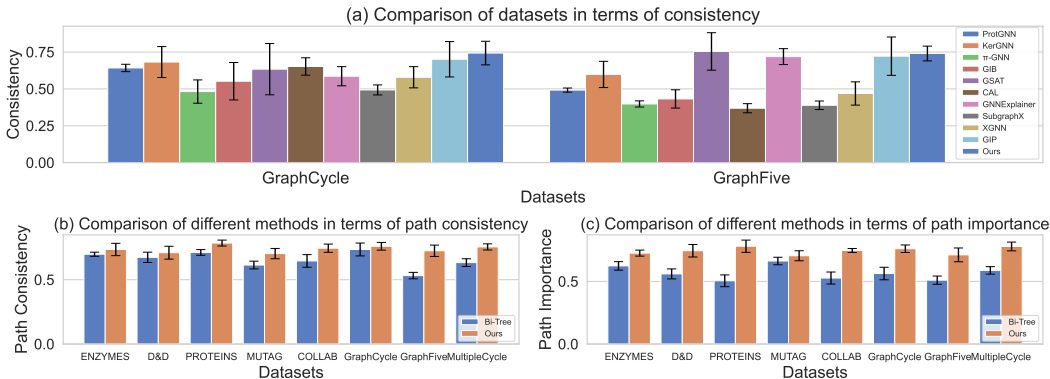 (a) Comparison of datasets in terms of consistency
Consistency
0.75
0.50
0.25
0.00
GraphCycle
GraphFive
Datasets
ProtGNN
KerGNN
π-GNN
GIB
GSAT
CAL
GNNExplainer
SubgraphX
XGNN
GIP
Ours
(b) Comparison of different methods in terms of path consistency
Path Consistency
0.5
0.0
ENZYMES
D&D
PROTEINS
MUTAG
COLLAB
GraphCycle
GraphFive
MultipleCycle
Datasets
Bi-Tree
Ours
(c) Comparison of different methods in terms of path importance
Path Importance
0.5
0.0
ENZYMES
D&D
PROTEINS
MUTAG
COLLAB
GraphCycle
GraphFive
MultipleCycle
Datasets
Bi-Tree
Ours